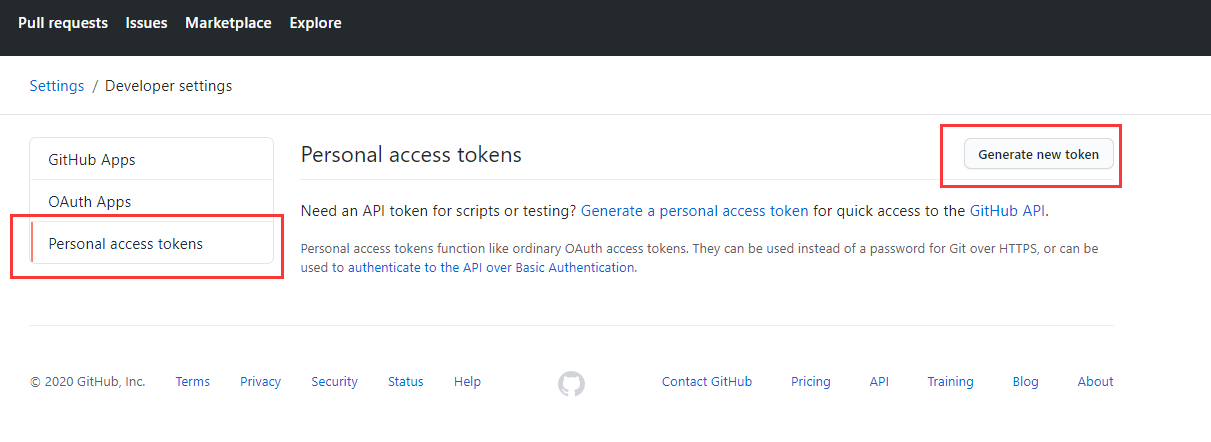 Pull requests Issues Marketplace Explore
Settings / Developer settings
GitHub Apps
OAuth Apps
Personal access tokens
Personal access tokens
Generate new token
Need an API token for scripts or testing? Generate a personal access token for quick access to the GitHub API.
Personal access tokens function like ordinary OAuth access tokens. They can be used instead of a password for Git over HTTPS, or can be
used to authenticate to the API over Basic Authentication.
© 2020 GitHub, Inc. Terms Privacy Security Status Help Contact GitHub Pricing API Training Blog About